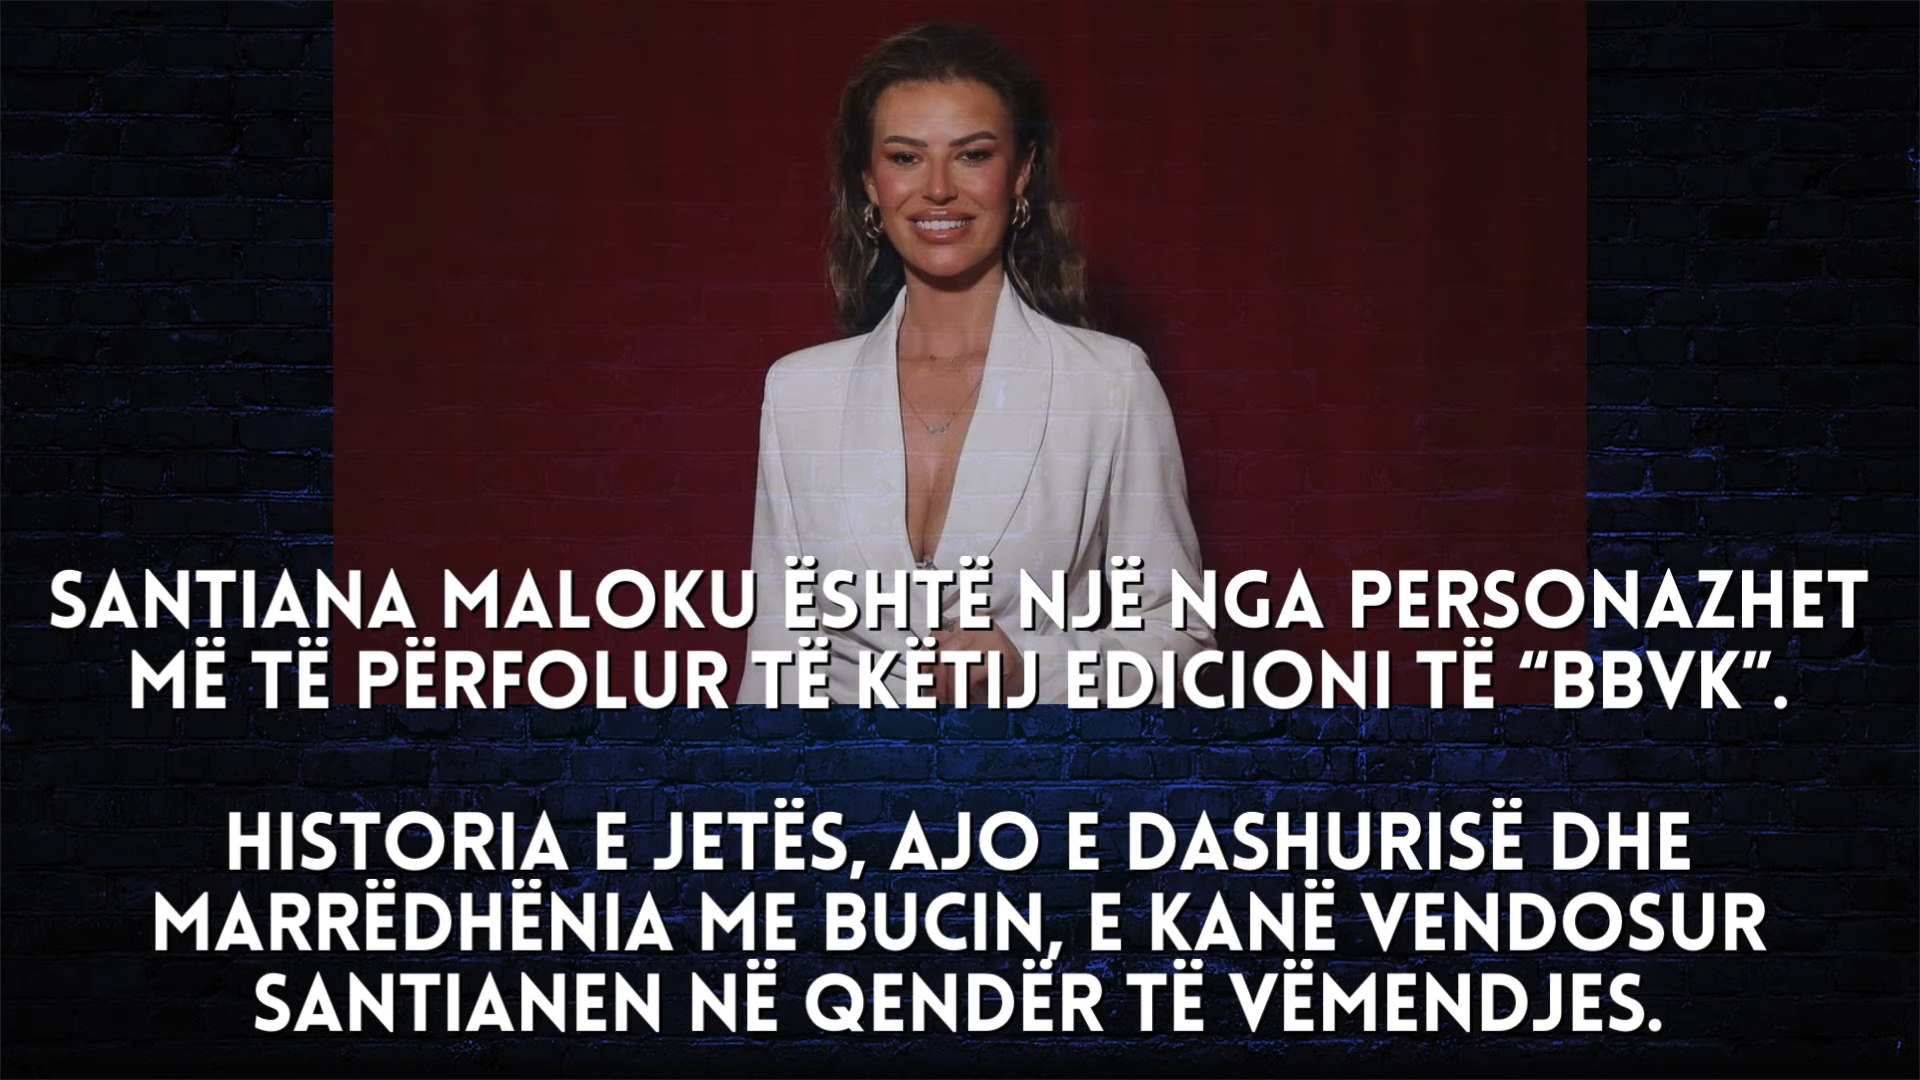 SANTIANA MALOKU ËSHTË NJË NGA PERSONAZHET
MË TË PËRFOLUR TË KËTIJ EDICIONI TË “BBVK”.
HISTORIA E JETËS, AJO E DASHURISË DHE
MARRËDHËNIA ME BUCIN, E KANË VENDOSUR
SANTIANEN NË QENDËR TË VËMENDJES.